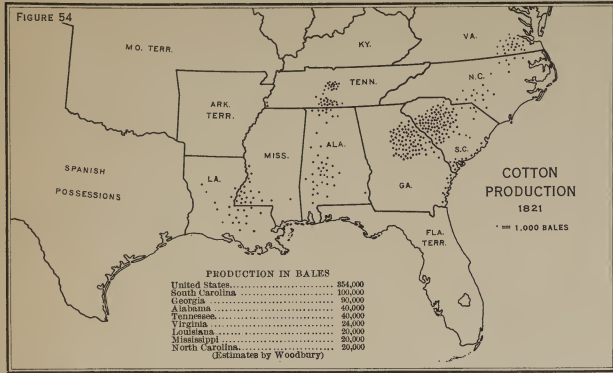 FIGURE 54
MO. TERR.
KY.
VA.
N.C.
TENN.
ARK.
TERR.
S.C.
MISS.
ALA.
GA.
LA.
SPANISH
POSSESSIONS
FLA.
TERR.
COTTON
PRODUCTION
1821
• = 1,000 BALES
PRODUCTION IN BALES
United States.................... 354,000
South Carolina ................ 100,000
Georgia .......................... 90,000
Alabama ........................ 40,000
Tennessee....................... 40,000
Virginia .......................... 24,000
Louisiana ....................... 20,000
Mississippi ..................... 20,000
North Carolina................ 20,000
(Estimates by Woodbury)